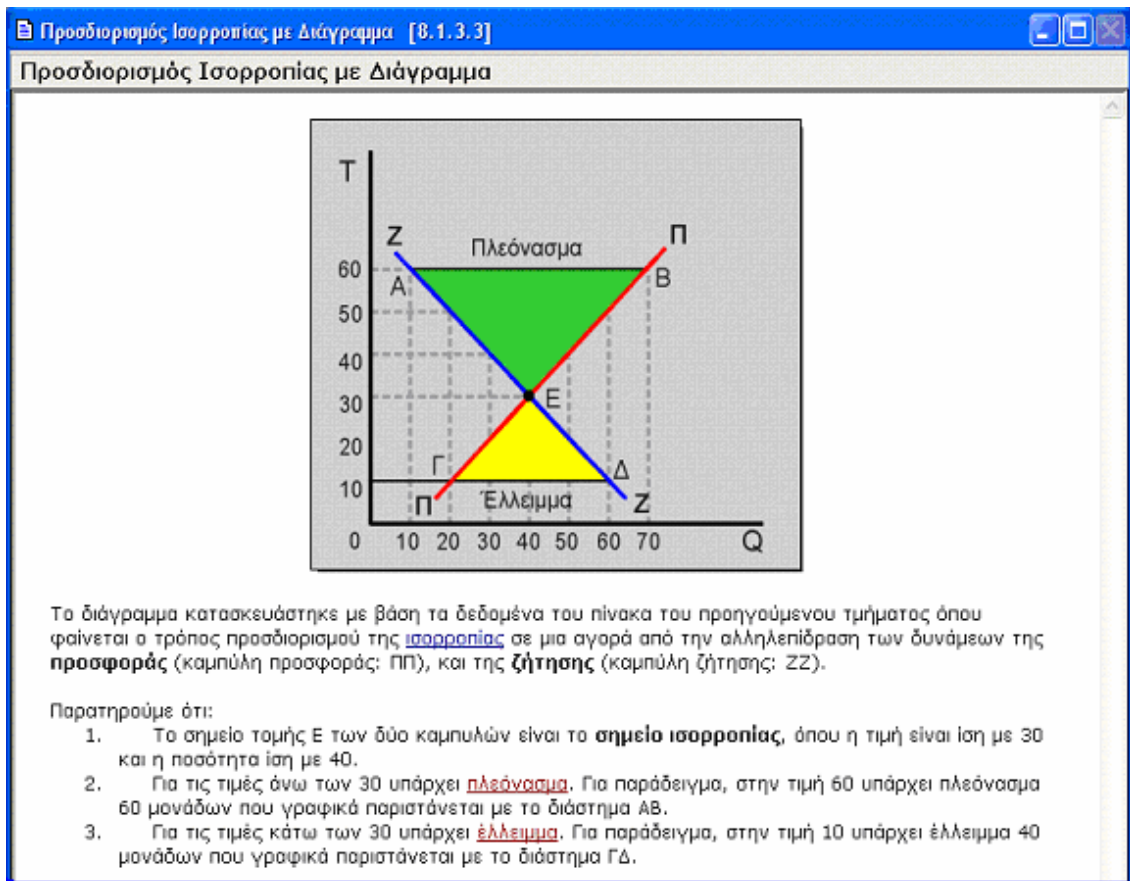 Προσδιορισμός Ισορροπίας με Διάγραμμα [8.1.3.3]
Προσδιορισμός Ισορροπίας με Διάγραμμα
T
Z
Πλεόνασμα
Π
60
A
B
50
40
30
E
20
Γ
Δ
10
Π
Έλλειμμα
Z
0 10 20 30 40 50 60 70 Q
Το διάγραμμα κατασκευάστηκε με βάση τα δεδομένα του πίνακα του προηγούμενου τμήματος όπου
φαίνεται ο τρόπος προσδιορισμού της ισορροπίας σε μια αγορά από την αλληλεπίδραση των δυνάμεων της
προσφοράς (καμπύλη προσφοράς: ΠΠ), και της ζήτησης (καμπύλη ζήτησης: ΖΖ).
Παρατηρούμε ότι:
1. Το σημείο τομής Ε των δύο καμπυλών είναι το σημείο ισορροπίας, όπου η τιμή είναι ίση με 30
και η ποσότητα ίση με 40.
2. Για τις τιμές άνω των 30 υπάρχει πλεόνασμα. Για παράδειγμα, στην τιμή 60 υπάρχει πλεόνασμα
60 μονάδων που γραφικά παριστάνεται με το διάστημα ΑΒ.
3. Για τις τιμές κάτω των 30 υπάρχει έλλειμμα. Για παράδειγμα, στην τιμή 10 υπάρχει έλλειμμα 40
μονάδων που γραφικά παριστάνεται με το διάστημα ΓΔ.